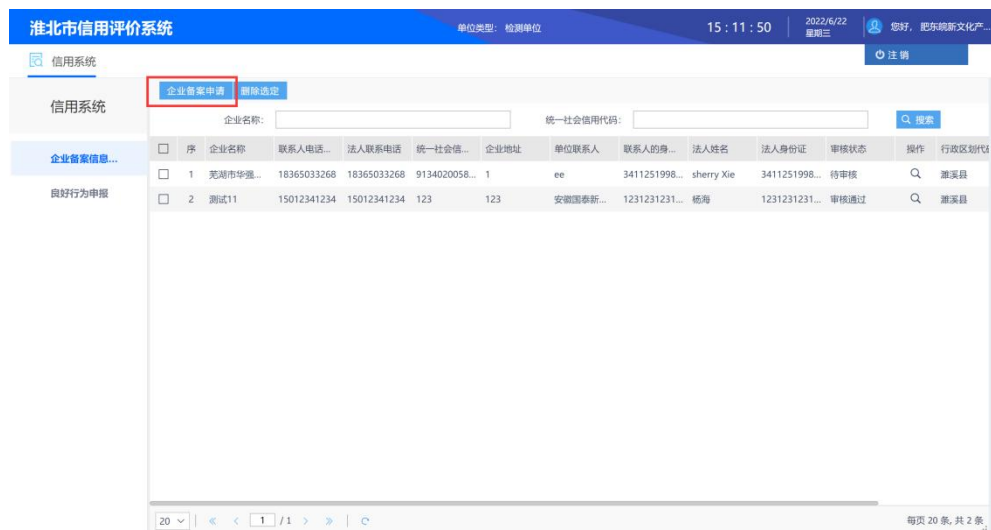 淮北市信用评价系统 单位类型: 检测单位 15:11:50 2022/6/22 星期三 您好, 肥东皖新文化产...
信用系统 注销
信用系统 企业备案申请 删除选定
企业名称: 统一社会信用代码: 搜索
企业备案信息...
序 企业名称 联系人电话... 法人联系电话 统一社会信... 企业地址 单位联系人 联系人的身... 法人姓名 法人身份证 审核状态 操作 行政区划代码
1 芜湖市华强... 18365033268 18365033268 9134020058... 1 ee 3411251998... sherry Xie 3411251998... 待审核 濉溪县
良好行为申报
2 测试11 15012341234 15012341234 123 123 安徽国泰新... 1231231231... 杨海 1231231231... 审核通过 濉溪县
20 1 / 1 每页 20 条, 共 2 条